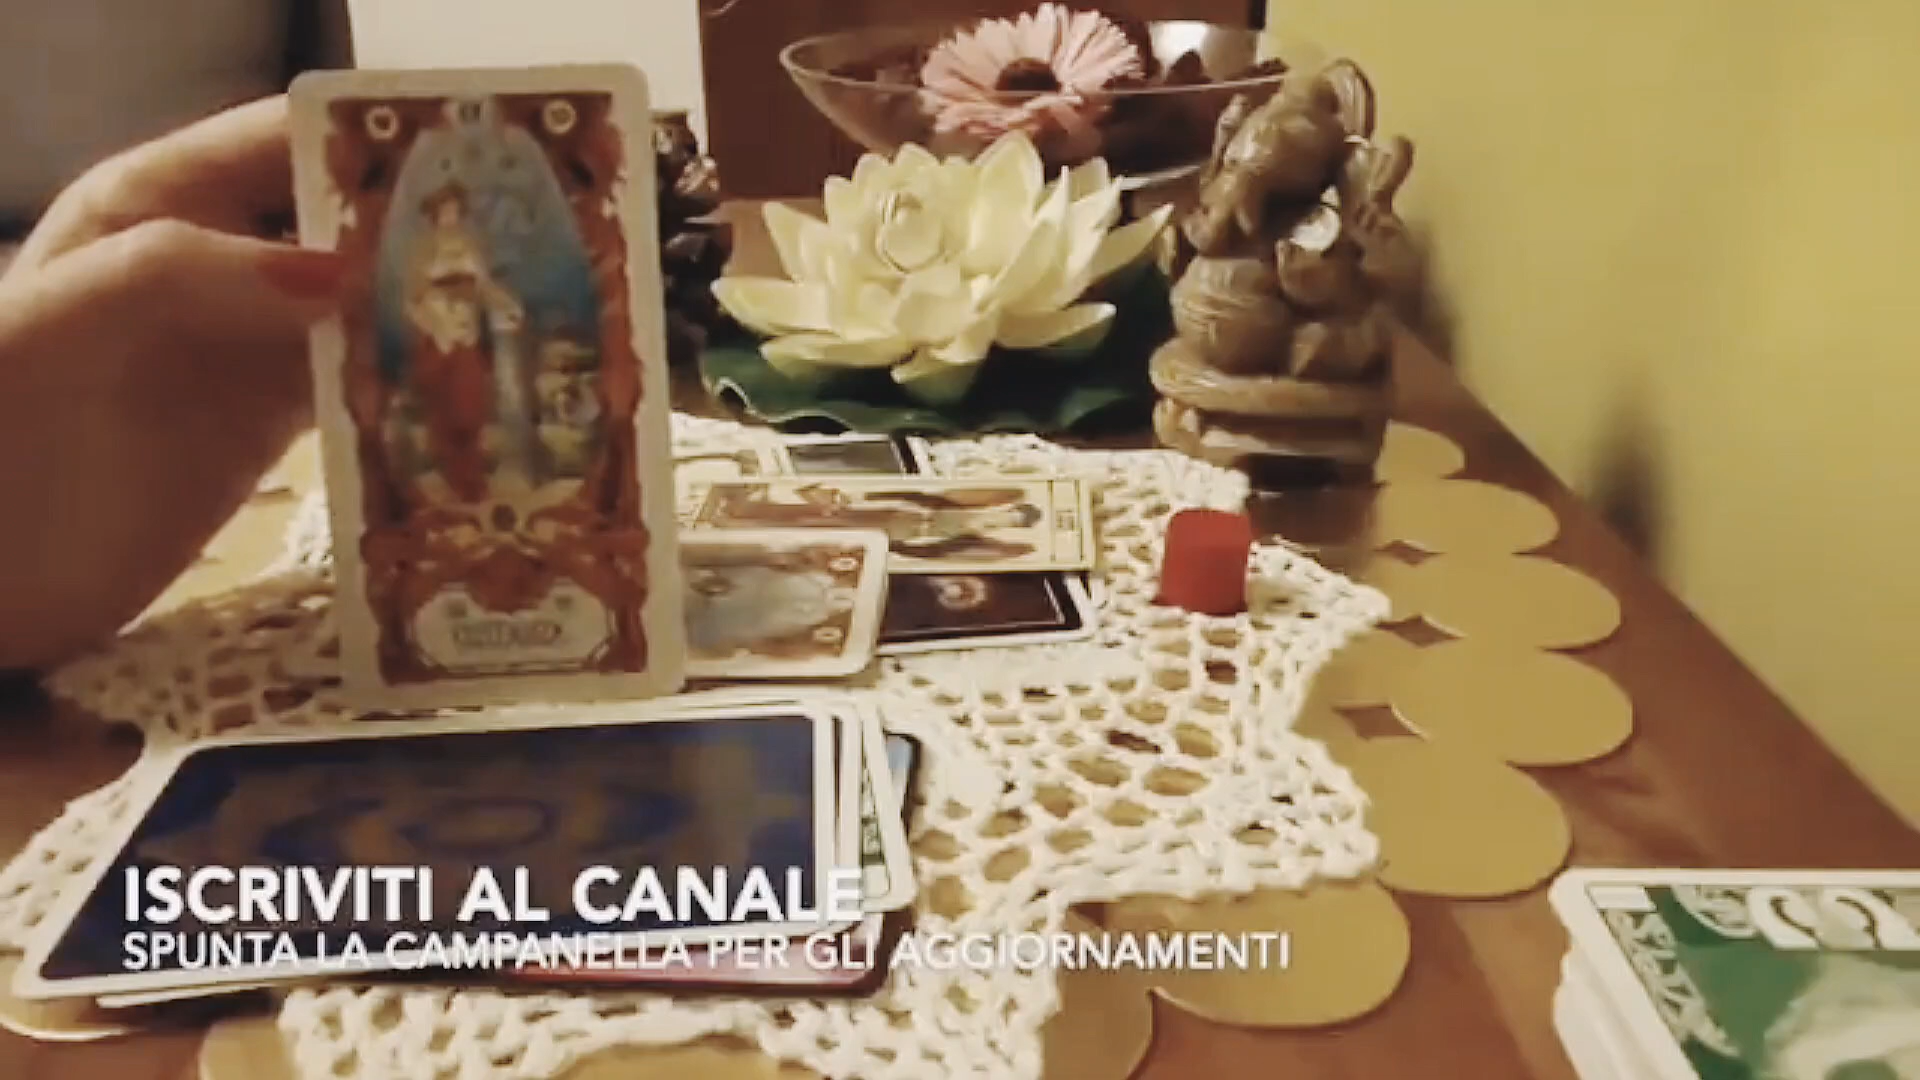 ISCRIVITI AL CANALE
SPUNTA LA CAMPANELLA PER GLI AGGIORNAMENTI